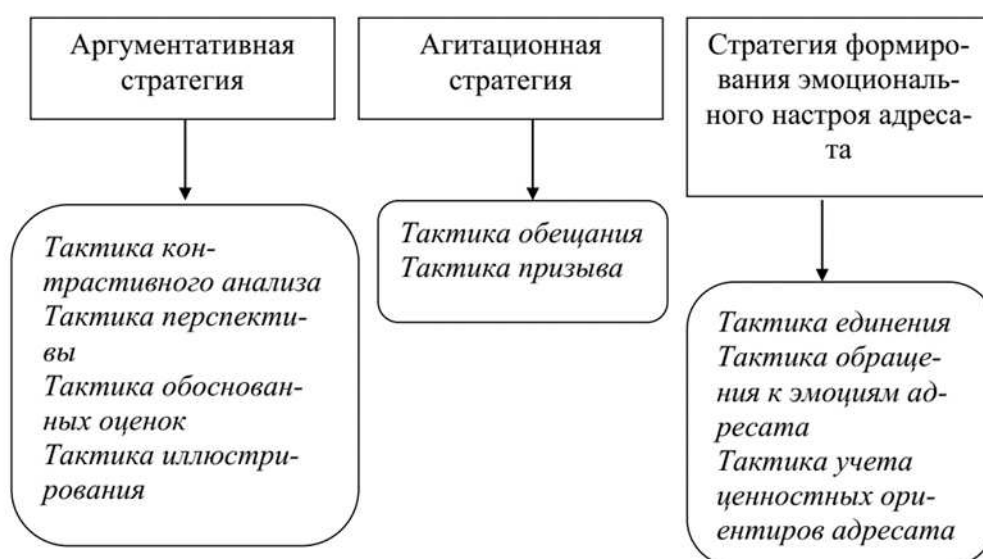 Аргументативная
стратегия
Агитационная
стратегия
Стратегия формиро-
вания эмоциональ-
ного настроя адреса-
та
Тактика кон-
трастивного анализа
Тактика перспекти-
вы
Тактика обоснован-
ных оценок
Тактика иллюстри-
рования
Тактика обещания
Тактика призыва
Тактика единения
Тактика обраще-
ния к эмоциям ад-
ресата
Тактика учета
ценностных ори-
ентиров адресата